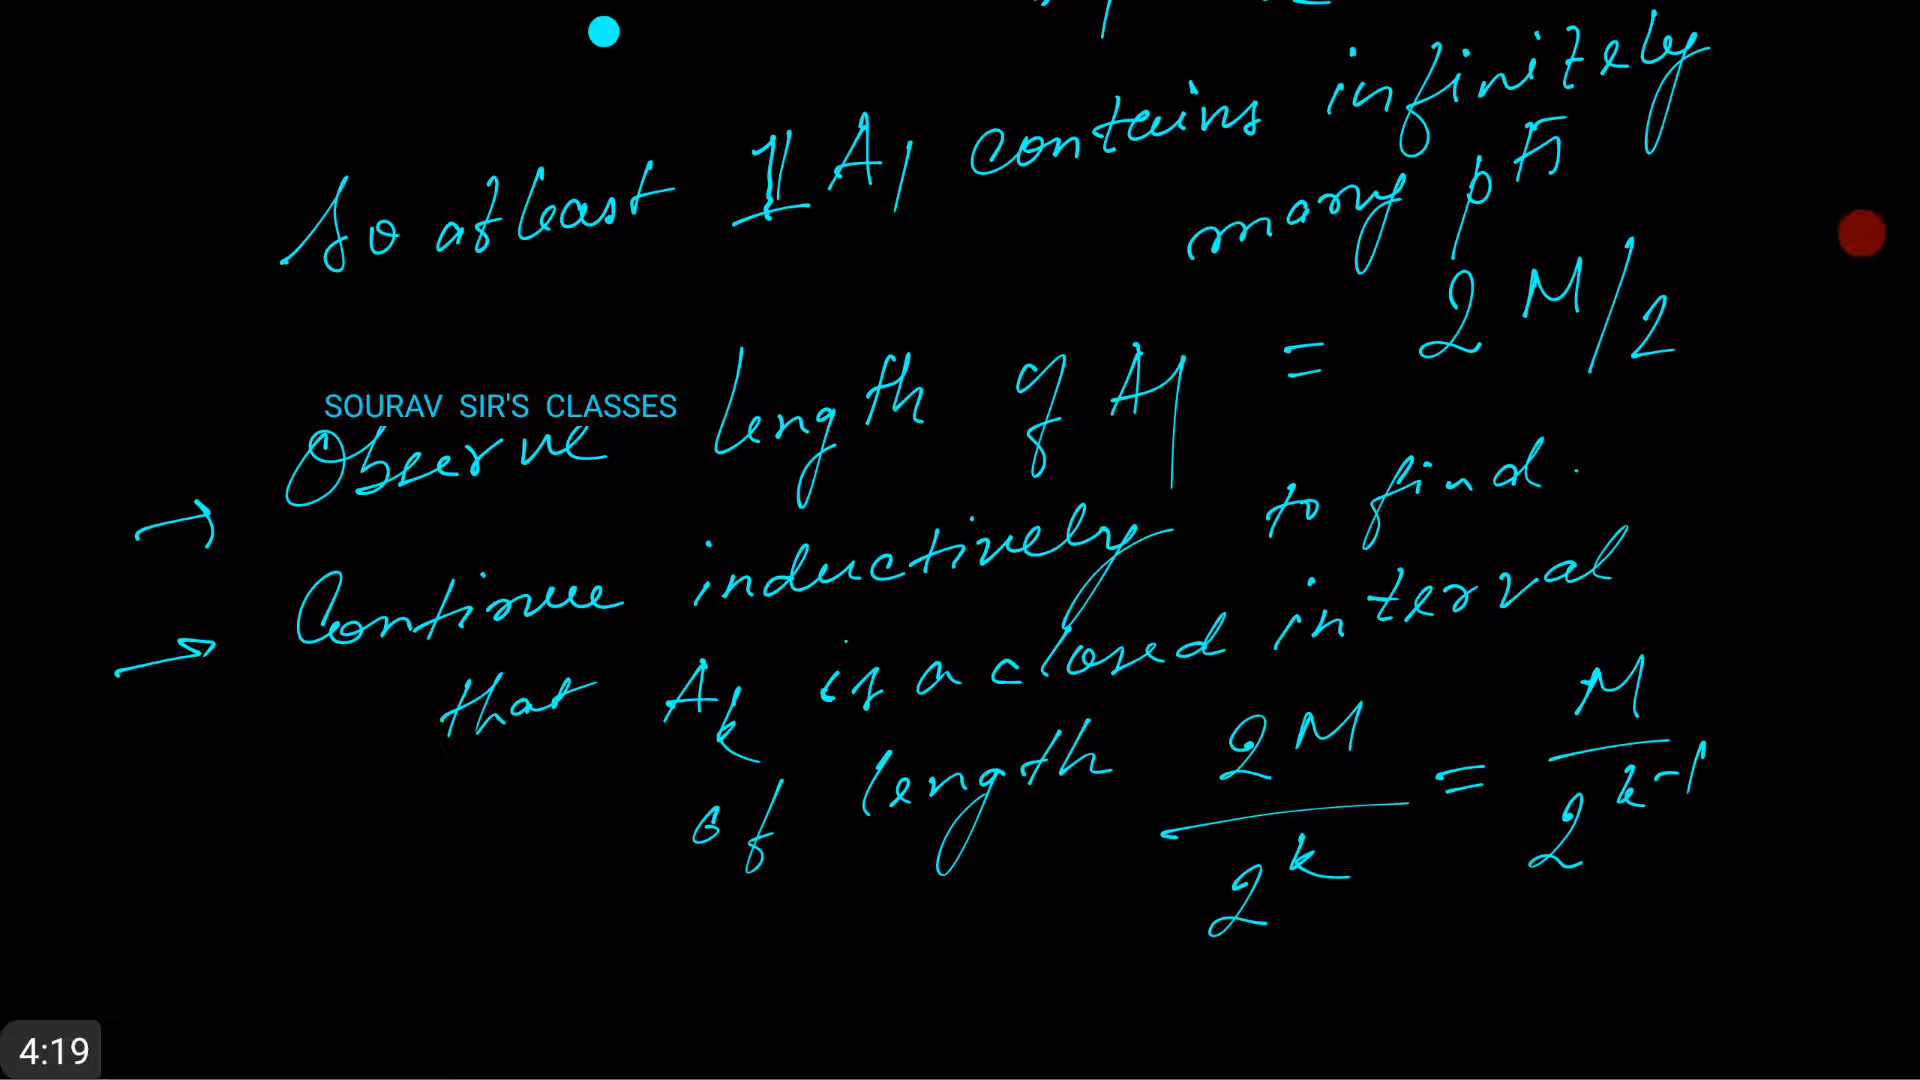 So atleast 1 A₁ contains infinitely
many pts
SOURAV SIR'S CLASSES
→ Observe length of A₁ = 2M/2
→ Continue inductively to find.
that Aₖ is a closed interval
of length 2M/2^k = M/2^(k-1)
4:19